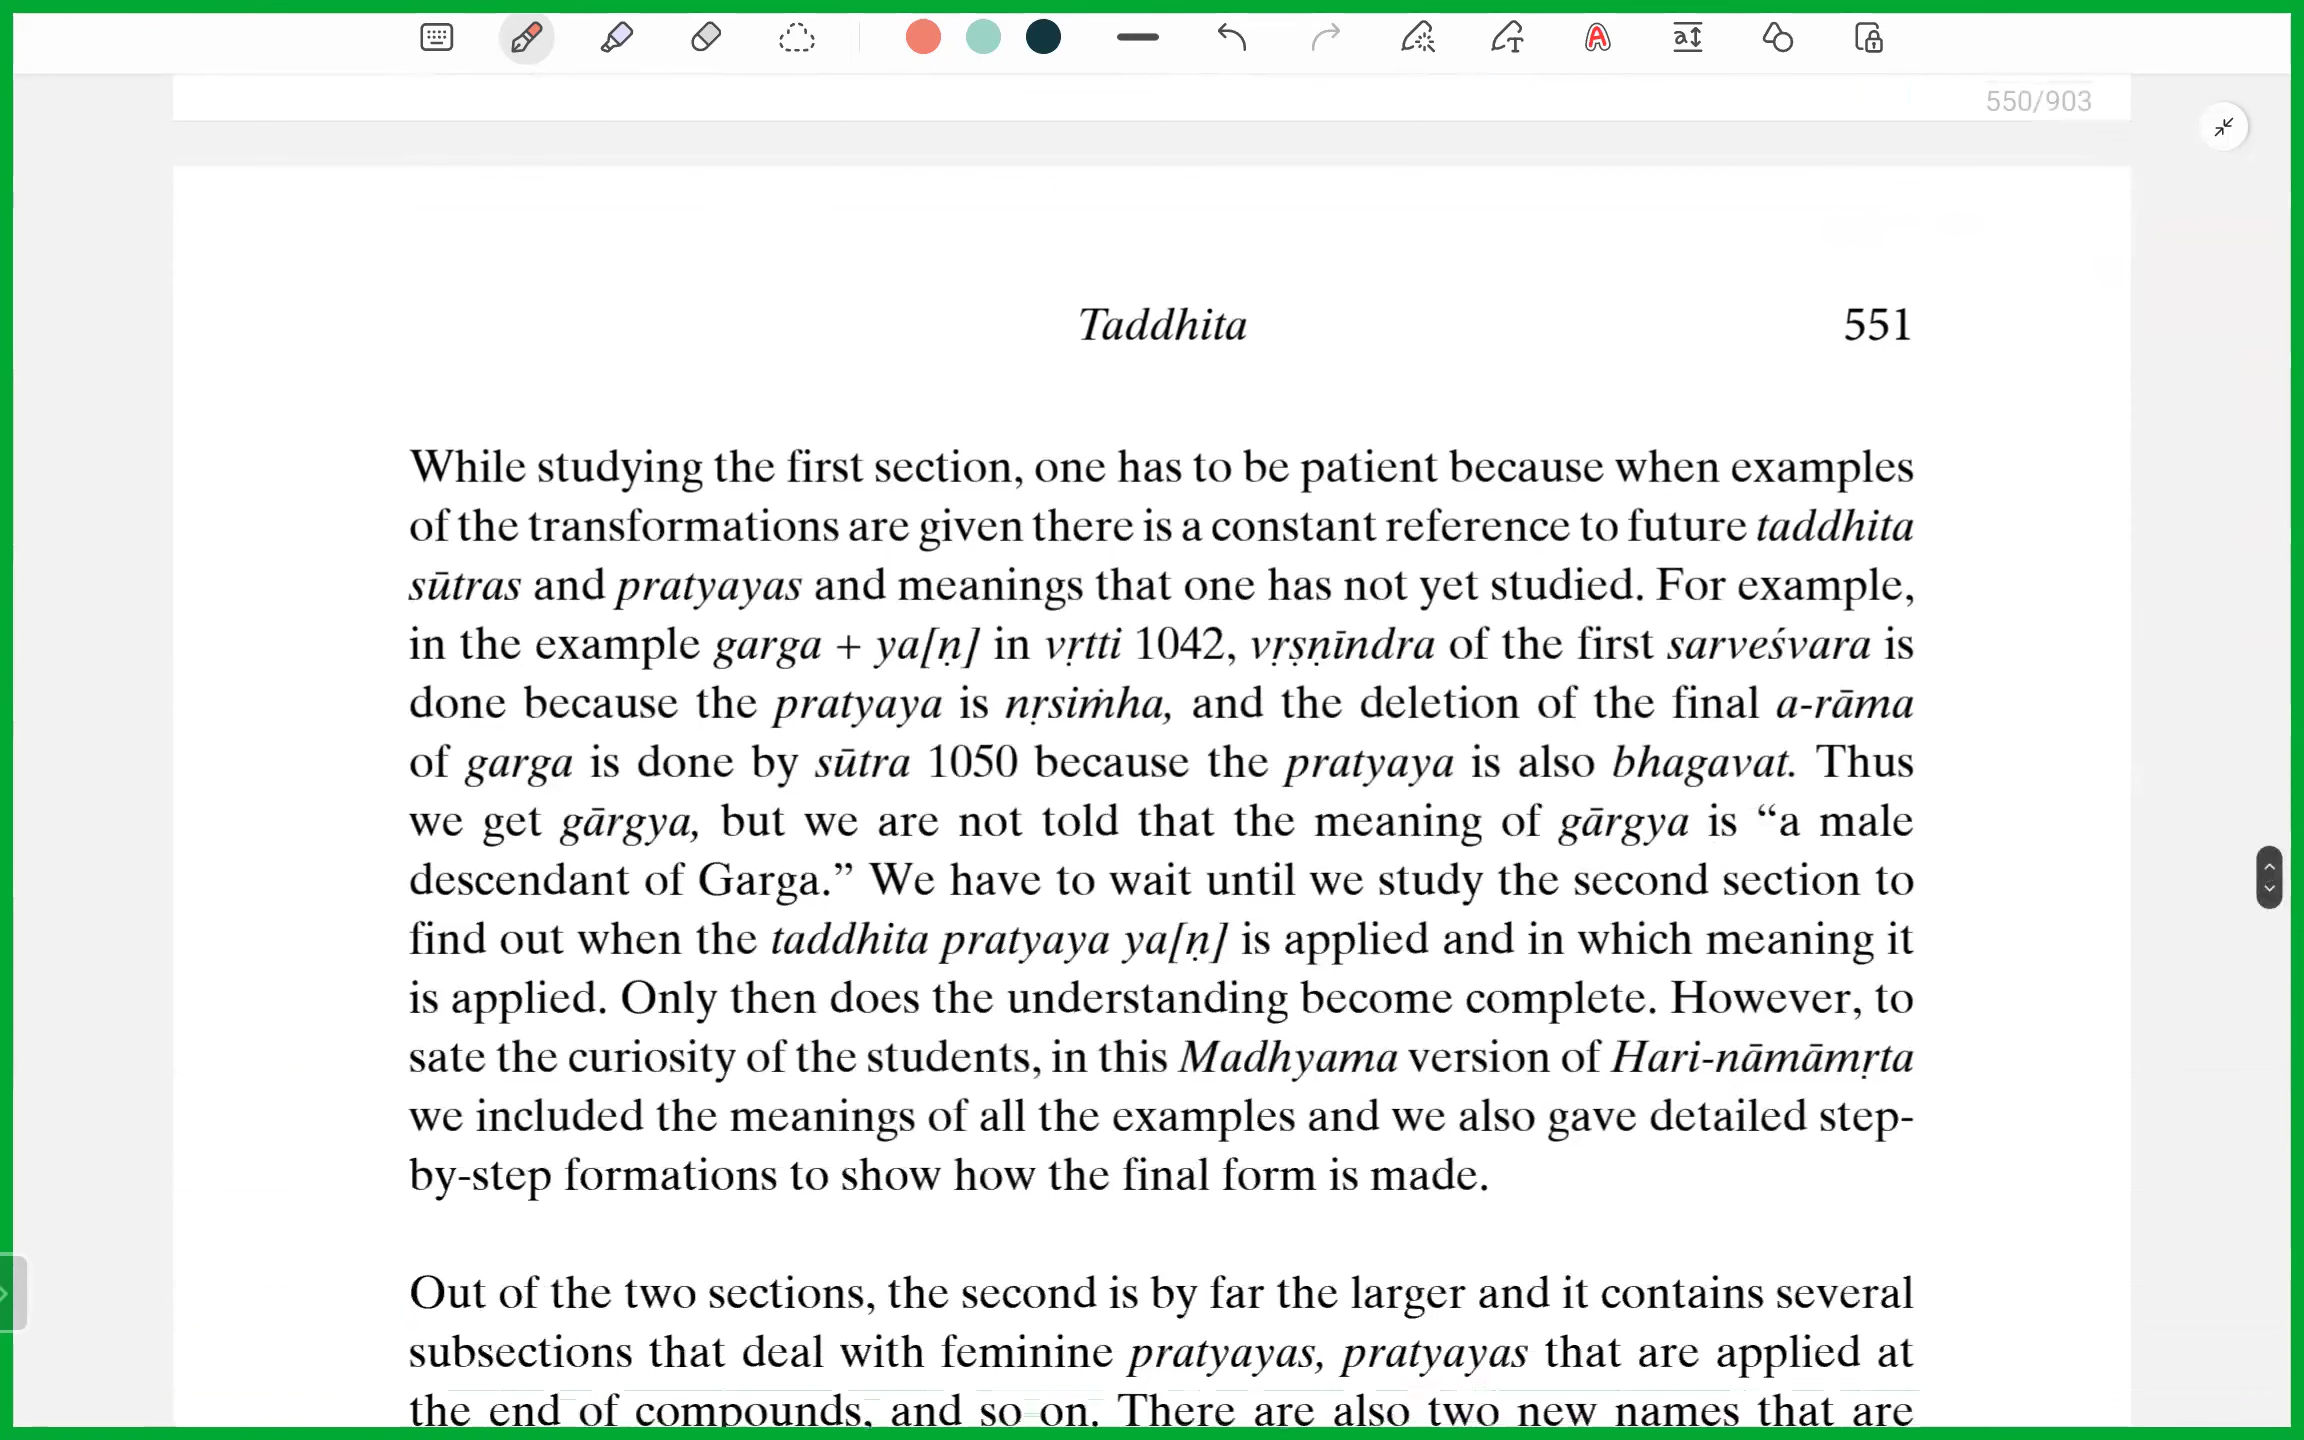 550/903
Taddhita 551
While studying the first section, one has to be patient because when examples
of the transformations are given there is a constant reference to future taddhita
sūtras and pratyayas and meanings that one has not yet studied. For example,
in the example garga + ya[ṇ] in vṛtti 1042, vṛṣṇīndra of the first sarveśvara is
done because the pratyaya is nṛsiṁha, and the deletion of the final a-rāma
of garga is done by sūtra 1050 because the pratyaya is also bhagavat. Thus
we get gārgya, but we are not told that the meaning of gārgya is “a male
descendant of Garga.” We have to wait until we study the second section to
find out when the taddhita pratyaya ya[ṇ] is applied and in which meaning it
is applied. Only then does the understanding become complete. However, to
sate the curiosity of the students, in this Madhyama version of Hari-nāmāmṛta
we included the meanings of all the examples and we also gave detailed step-
by-step formations to show how the final form is made.
Out of the two sections, the second is by far the larger and it contains several
subsections that deal with feminine pratyayas, pratyayas that are applied at
the end of compounds, and so on. There are also two new names that are